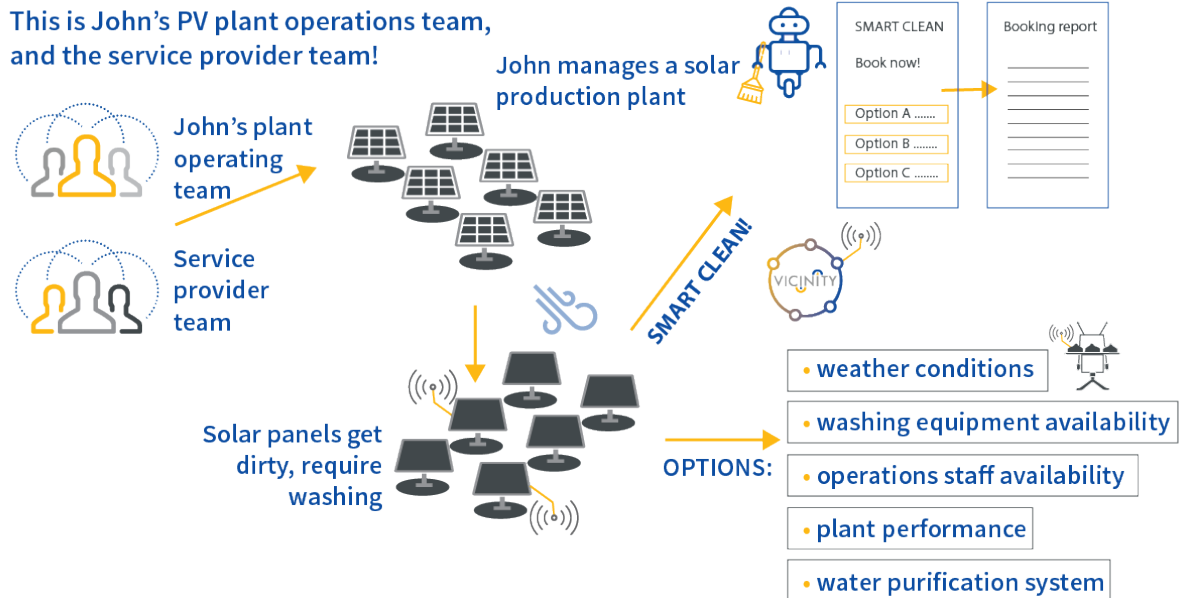 This is John's PV plant operations team,
and the service provider team!
John's plant
operating
team
Service
provider
team
John manages a solar
production plant
SMART CLEAN
Book now!
Option A .......
Option B ........
Option C ........
Booking report
SMART CLEAN!
VICINITY
Solar panels get
dirty, require
washing
OPTIONS:
• weather conditions
• washing equipment availability
• operations staff availability
• plant performance
• water purification system